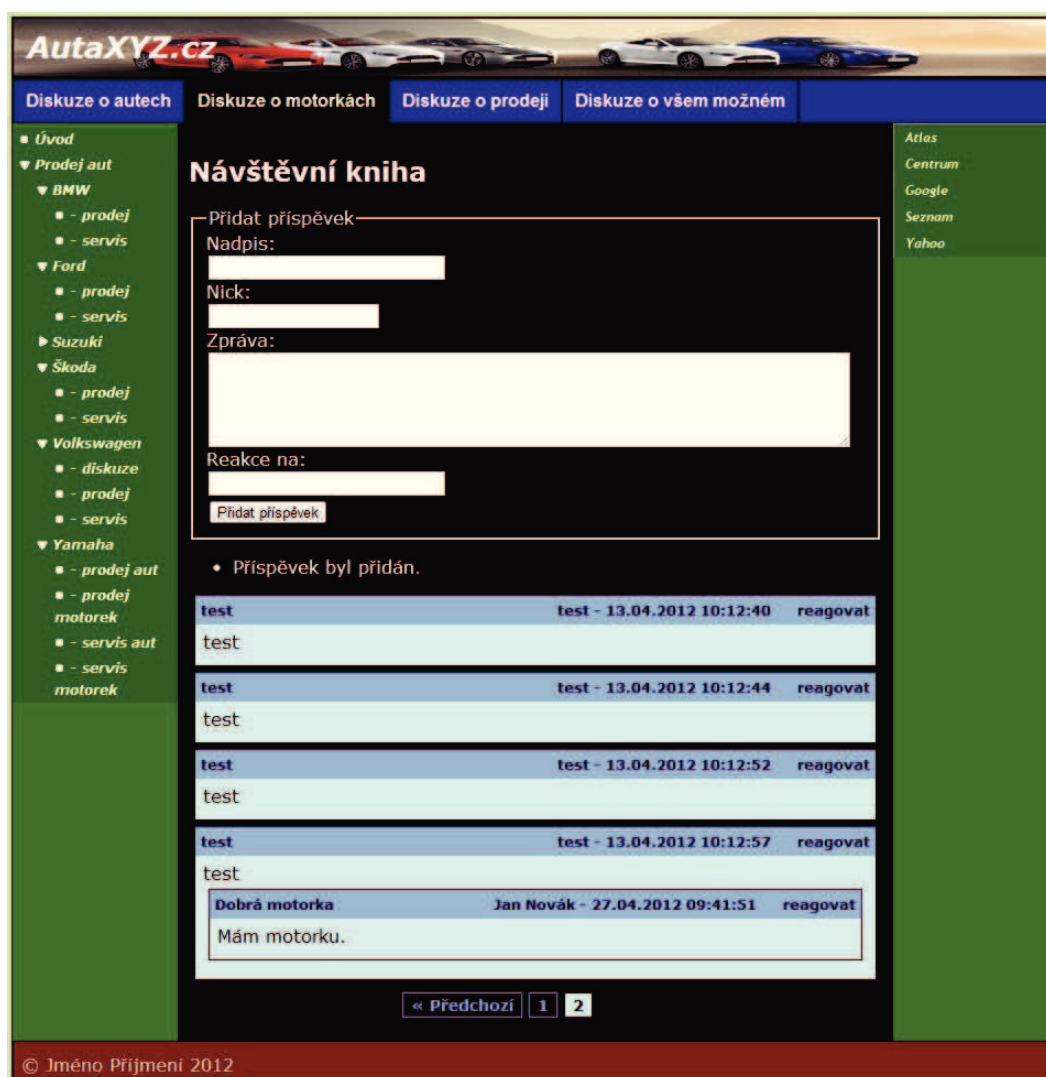 AutaXYZ.cz
Diskuze o autech Diskuze o motorkách Diskuze o prodeji Diskuze o všem možném
Úvod
Prodej aut
BMW
- prodej
- servis
Ford
- prodej
- servis
Suzuki
Škoda
- prodej
- servis
Volkswagen
- diskuze
- prodej
- servis
Yamaha
- prodej aut
- prodej
motorek
- servis aut
- servis
motorek
Návštěvní kniha
Přidat příspěvek
Nadpis:
Nick:
Zpráva:
Reakce na:
Přidat příspěvek
• Příspěvek byl přidán.
test test - 13.04.2012 10:12:40 reagovat
test
test test - 13.04.2012 10:12:44 reagovat
test
test test - 13.04.2012 10:12:52 reagovat
test
test test - 13.04.2012 10:12:57 reagovat
test
Dobrá motorka Jan Novák - 27.04.2012 09:41:51 reagovat
Mám motorku.
« Předchozí 1 2
Atlas
Centrum
Google
Seznam
Yahoo
© Jméno Příjmení 2012